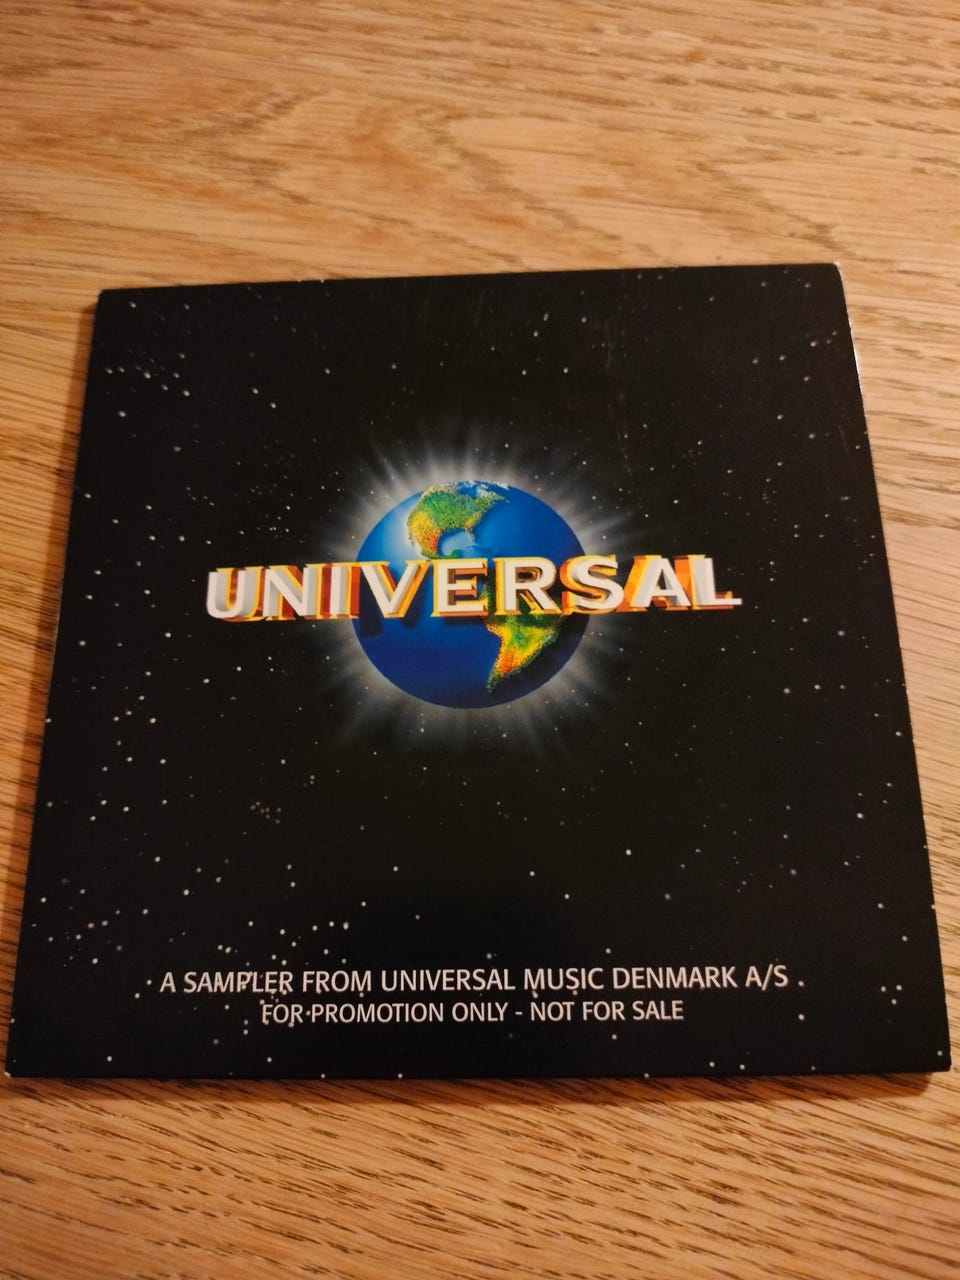 UNIVERSAL
A SAMPLER FROM UNIVERSAL MUSIC DENMARK A/S
FOR PROMOTION ONLY - NOT FOR SALE